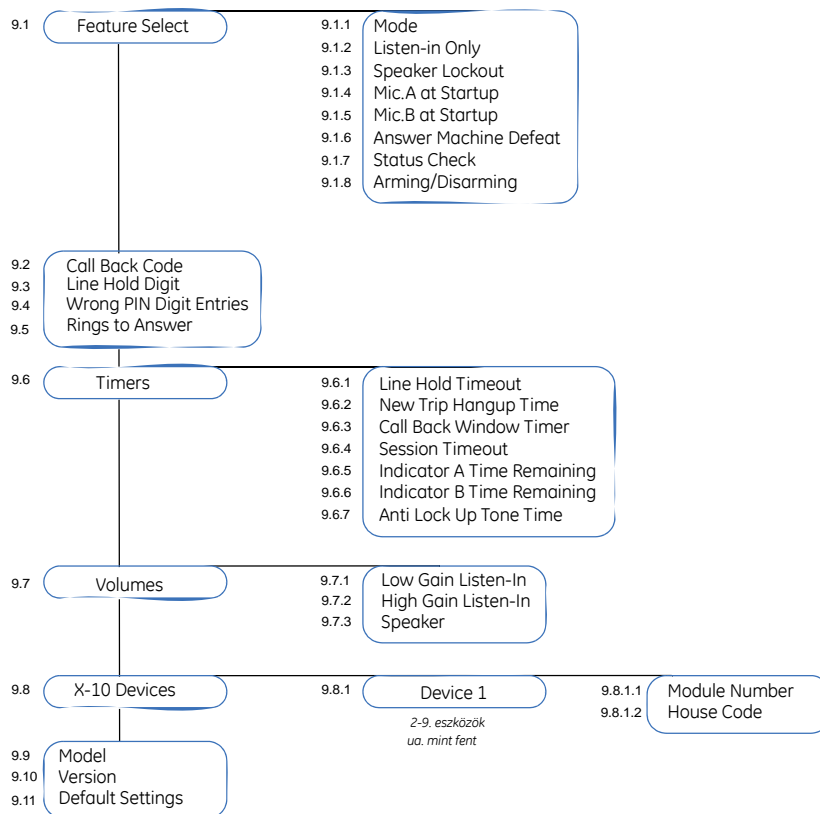 9.1 Feature Select
9.1.1 Mode
9.1.2 Listen-in Only
9.1.3 Speaker Lockout
9.1.4 Mic.A at Startup
9.1.5 Mic.B at Startup
9.1.6 Answer Machine Defeat
9.1.7 Status Check
9.1.8 Arming/Disarming
9.2 Call Back Code
9.3 Line Hold Digit
9.4 Wrong PIN Digit Entries
9.5 Rings to Answer
9.6 Timers
9.6.1 Line Hold Timeout
9.6.2 New Trip Hangup Time
9.6.3 Call Back Window Timer
9.6.4 Session Timeout
9.6.5 Indicator A Time Remaining
9.6.6 Indicator B Time Remaining
9.6.7 Anti Lock Up Tone Time
9.7 Volumes
9.7.1 Low Gain Listen-In
9.7.2 High Gain Listen-In
9.7.3 Speaker
9.8 X-10 Devices
9.8.1 Device 1
2-9. eszközök
ua. mint fent
9.8.1.1 Module Number
9.8.1.2 House Code
9.9 Model
9.10 Version
9.11 Default Settings